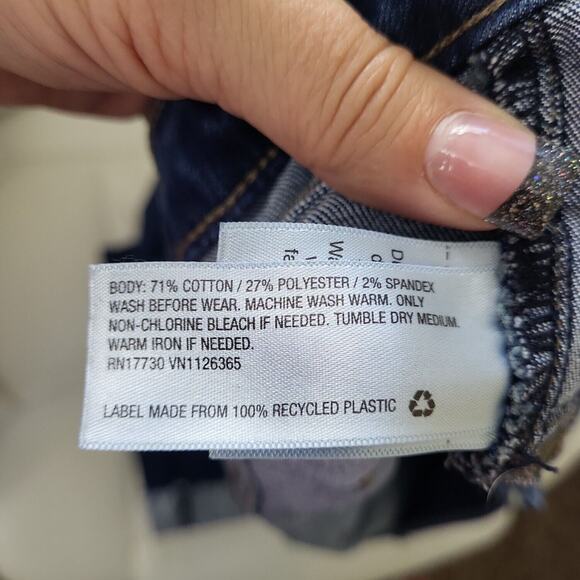 BODY: 71% COTTON / 27% POLYESTER / 2% SPANDEX
WASH BEFORE WEAR. MACHINE WASH WARM. ONLY
NON-CHLORINE BLEACH IF NEEDED. TUMBLE DRY MEDIUM.
WARM IRON IF NEEDED.
RN17730 VN1126365
LABEL MADE FROM 100% RECYCLED PLASTIC